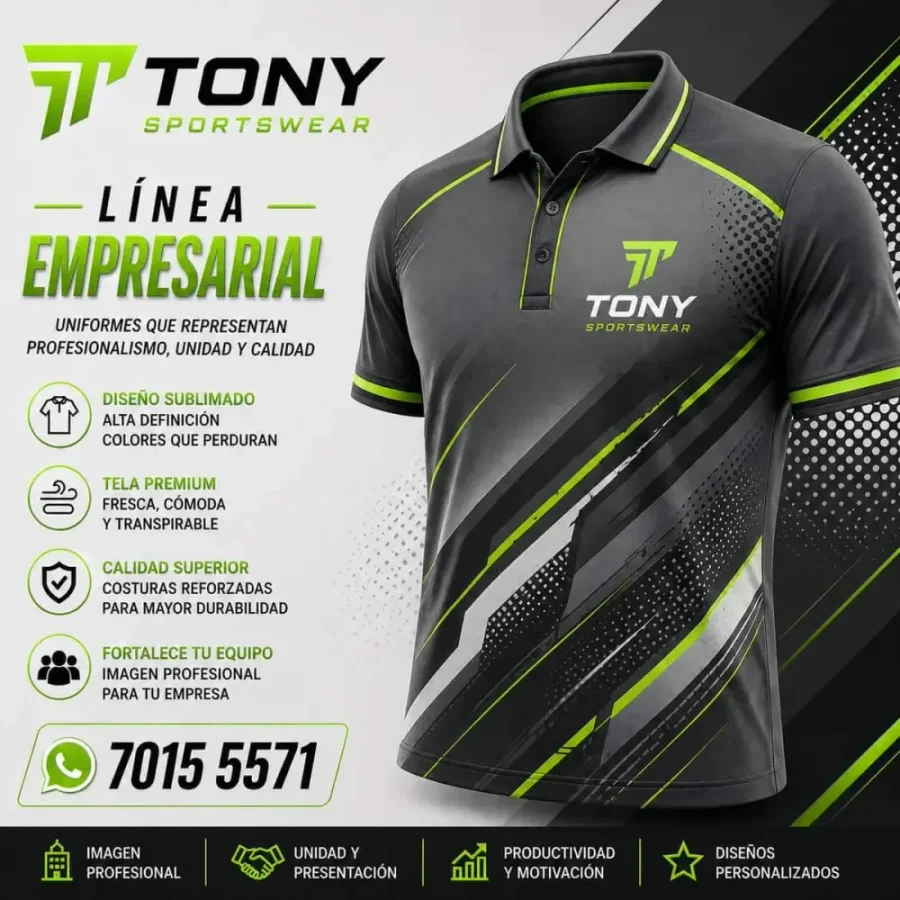 TONY
SPORTSWEAR
LÍNEA
EMPRESARIAL
UNIFORMES QUE REPRESENTAN
PROFESIONALISMO, UNIDAD Y CALIDAD
DISEÑO SUBLIMADO
ALTA DEFINICIÓN
COLORES QUE PERDURAN
TELA PREMIUM
FRESCA, CÓMODA
Y TRANSPIRABLE
CALIDAD SUPERIOR
COSTURAS REFORZADAS
PARA MAYOR DURABILIDAD
FORTALECE TU EQUIPO
IMAGEN PROFESIONAL
PARA TU EMPRESA
7015 5571
TONY
SPORTSWEAR
IMAGEN
PROFESIONAL
UNIDAD Y
PRESENTACIÓN
PRODUCTIVIDAD
Y MOTIVACIÓN
DISEÑOS
PERSONALIZADOS